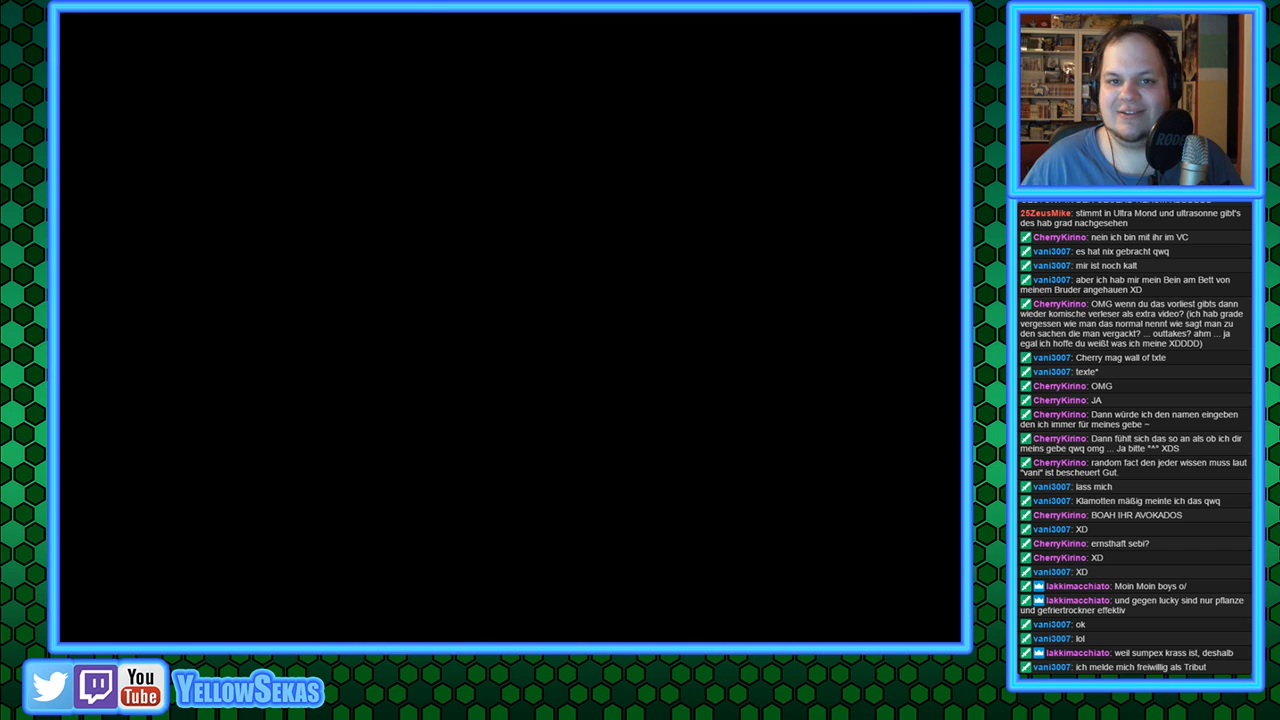 25ZeusMike: stimmt in Ultra Mond und ultrasonne gibt's
des hab grad nachgesehen
CherryKirino: nein ich bin mit ihr im VC
vani3007: es hat nix gebracht qwq
vani3007: mir ist noch kalt
vani3007: aber ich hab mir mein Bein am Bett von
meinem Bruder angehauen XD
CherryKirino: OMG wenn du das vorliest gibts dann
wieder komische verleser als extra video? (ich hab grade
vergessen wie man das normal nennt wie sagt man zu
den sachen die man vergackt? ... outtakes? ahm ... ja
egal ich hoffe du weißt was ich meine XDDDD)
vani3007: Cherry mag wall of txte
vani3007: texte*
CherryKirino: OMG
CherryKirino: JA
CherryKirino: Dann würde ich den namen eingeben
den ich immer für meines gebe ~
CherryKirino: Dann fühlt sich das so an als ob ich dir
meins gebe qwq omg ... Ja bitte *^* XDS
CherryKirino: random fact den jeder wissen muss laut
"vani" ist bescheuert Gut.
vani3007: lass mich
vani3007: Klamotten mäßig meinte ich das qwq
CherryKirino: BOAH IHR AVOKADOS
vani3007: XD
CherryKirino: ernsthaft sebi?
CherryKirino: XD
vani3007: XD
lakkimacchiato: Moin Moin boys o/
lakkimacchiato: und gegen lucky sind nur pflanze
und gefriertrockner effektiv
vani3007: ok
vani3007: lol
lakkimacchiato: weil sumpex krass ist, deshalb
vani3007: ich melde mich freiwillig als Tribut
RØDE
You
Tube
YELLOWSEKAS